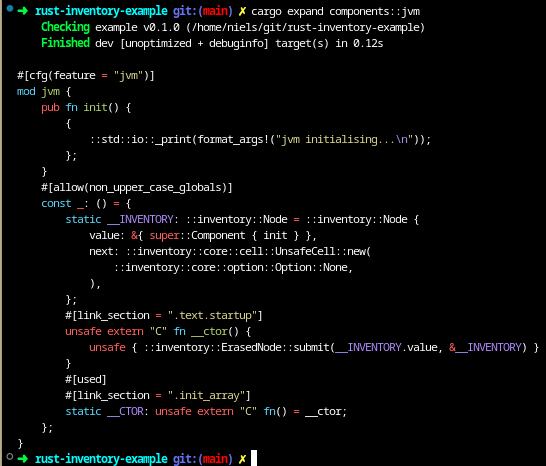 ➜ rust-inventory-example git:(main) ✗ cargo expand components::jvm
    Checking example v0.1.0 (/home/niels/git/rust-inventory-example)
    Finished dev [unoptimized + debuginfo] target(s) in 0.12s

#[cfg(feature = "jvm")]
mod jvm {
    pub fn init() {
        {
            ::std::io::_print(format_args!("jvm initialising...\n"));
        };
    }
    #[allow(non_upper_case_globals)]
    const _: () = {
        static __INVENTORY: ::inventory::Node = ::inventory::Node {
            value: &{ super::Component { init } },
            next: ::inventory::core::cell::UnsafeCell::new(
                ::inventory::core::option::Option::None,
            ),
        };
        #[link_section = ".text.startup"]
        unsafe extern "C" fn __ctor() {
            unsafe { ::inventory::ErasedNode::submit(__INVENTORY.value, &__INVENTORY) }
        }
        #[used]
        #[link_section = ".init_array"]
        static __CTOR: unsafe extern "C" fn() = __ctor;
    };
}
➜ rust-inventory-example git:(main) ✗